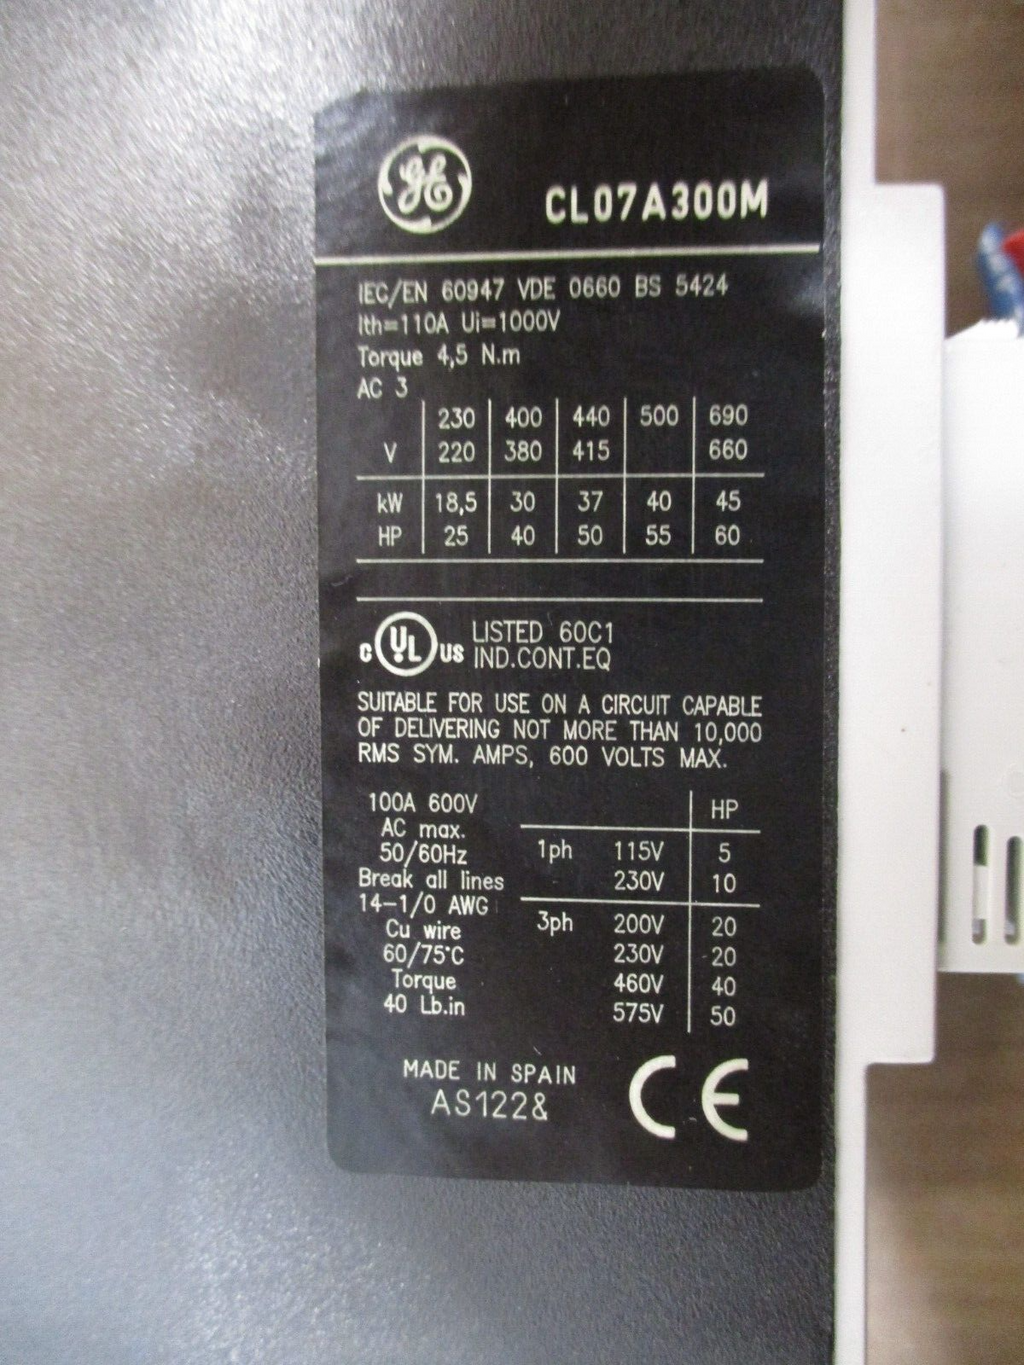 GE CL07A300M
IEC/EN 60947 VDE 0660 BS 5424
Ith=110A Ui=1000V
Torque 4,5 N.m
AC 3
230 400 440 500 690
V 220 380 415 660
kW 18,5 30 37 40 45
HP 25 40 50 55 60
C UL US LISTED 60C1
IND.CONT.EQ
SUITABLE FOR USE ON A CIRCUIT CAPABLE
OF DELIVERING NOT MORE THAN 10,000
RMS SYM. AMPS, 600 VOLTS MAX.
100A 600V
AC max.
50/60Hz
Break all lines
14-1/0 AWG
Cu wire
60/75°C
Torque
40 Lb.in
HP
1ph 115V 5
230V 10
3ph 200V 20
230V 20
460V 40
575V 50
MADE IN SPAIN
AS122&
CE